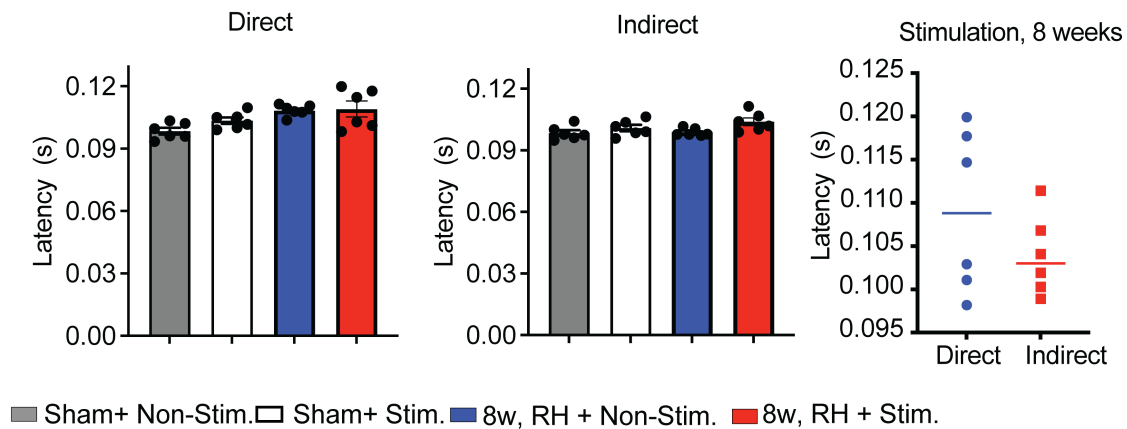 Direct
Latency (s)
0.12
0.09
0.06
0.03
0.00
Indirect
Latency (s)
0.12
0.09
0.06
0.03
0.00
Stimulation, 8 weeks
Latency (s)
0.125
0.120
0.115
0.110
0.105
0.100
0.095
Direct Indirect
Sham+ Non-Stim. Sham+ Stim. 8w, RH + Non-Stim. 8w, RH + Stim.